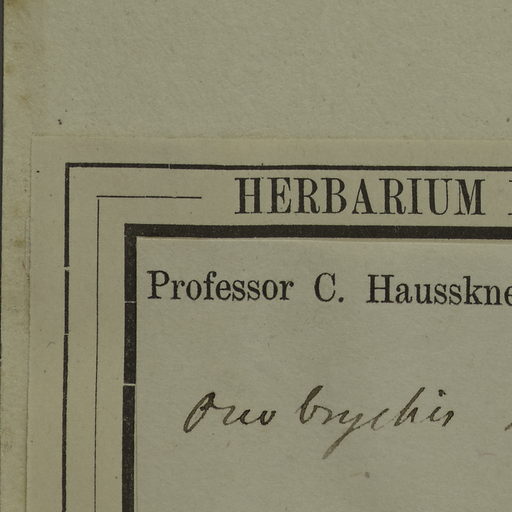 HERBARIUM
Professor C. Hausskne
Onobrychis